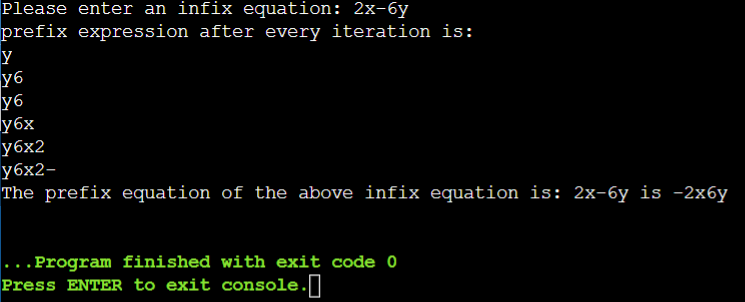 Please enter an infix equation: 2x-6y
prefix expression after every iteration is:
y
y6
y6
y6x
y6x2
y6x2-
The prefix equation of the above infix equation is: 2x-6y is -2x6y
...Program finished with exit code 0
Press ENTER to exit console.